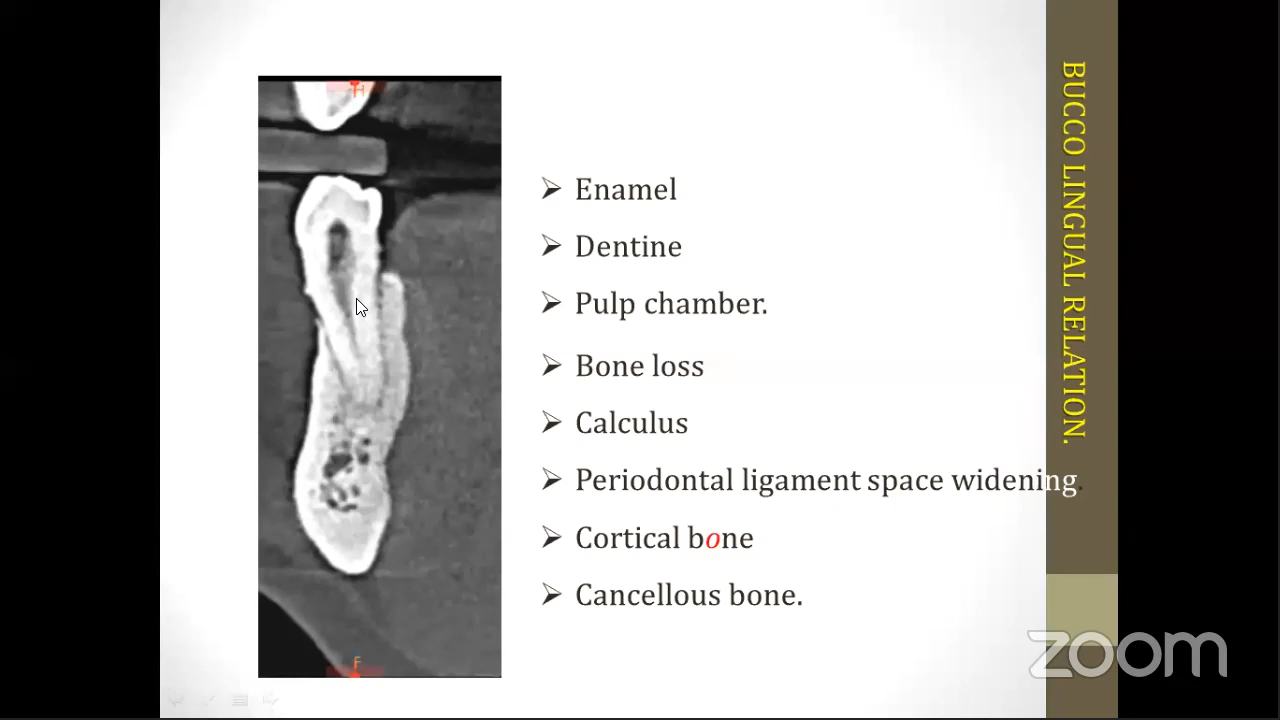 H
Enamel
Dentine
Pulp chamber.
Bone loss
Calculus
Periodontal ligament space widening.
Cortical bone
Cancellous bone.
F
BUCCO LINGUAL RELATION.
zoom